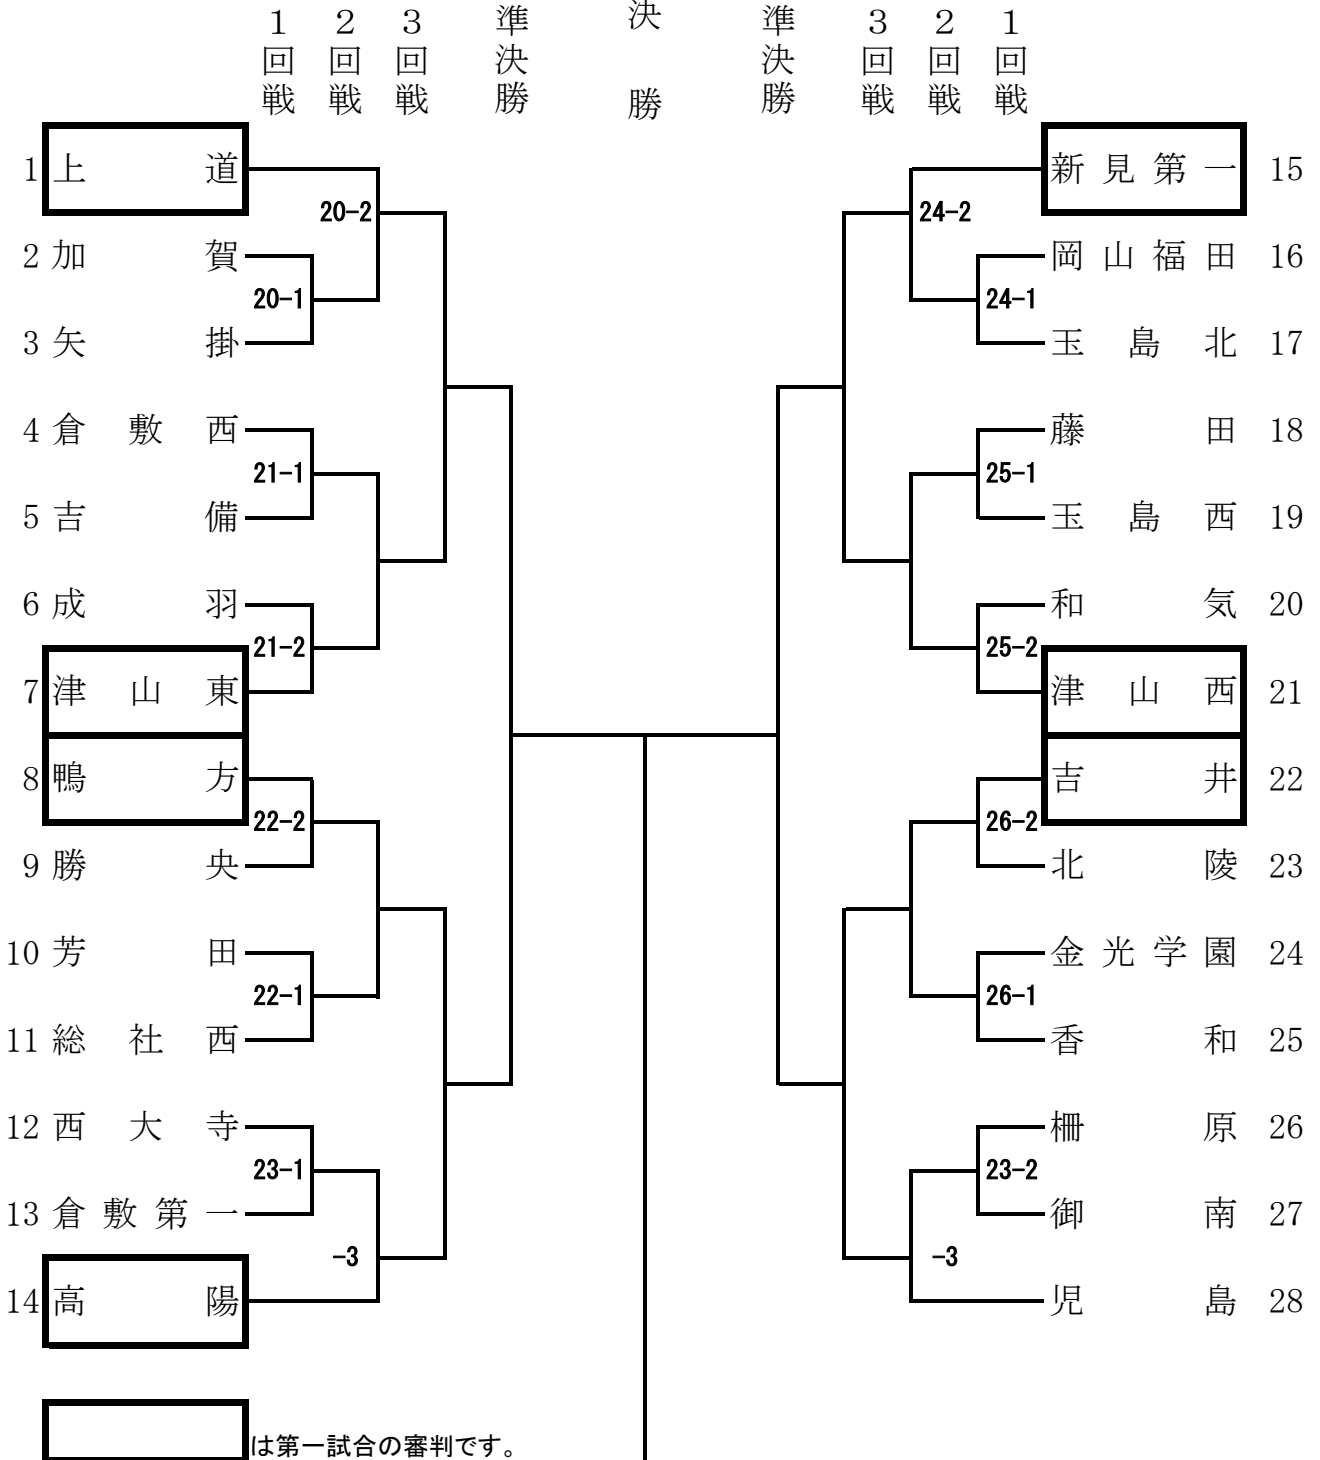 1回戦 2回戦 3回戦 準決勝 決勝 準決勝 3回戦 2回戦 1回戦
1 上道
20-2
2 加賀
20-1
3 矢掛
4 倉敷西
21-1
5 吉備
6 成羽
21-2
7 津山東
8 鴨方
22-2
9 勝央
10 芳田
22-1
11 総社西
12 西大寺
23-1
13 倉敷第一
-3
14 高陽
新見第一 15
24-2
岡山福田 16
24-1
玉島北 17
藤田 18
25-1
玉島西 19
和気 20
25-2
津山西 21
吉井 22
26-2
北陵 23
金光学園 24
26-1
香和 25
柵原 26
23-2
御南 27
-3
児島 28
は第一試合の審判です。